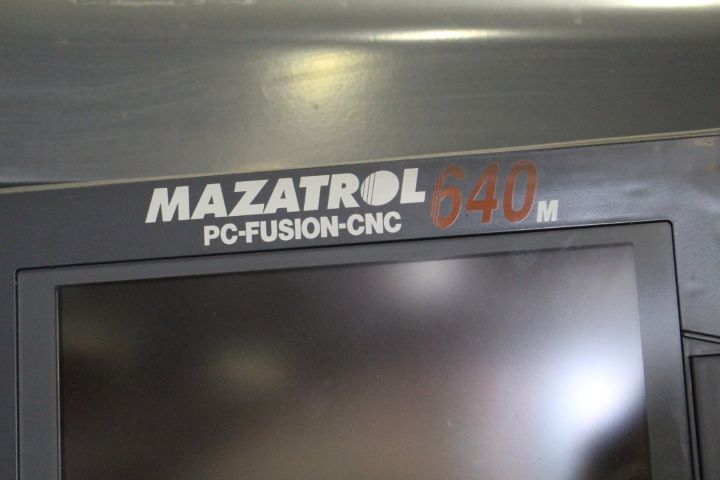 MAZATROL 640M
PC-FUSION-CNC